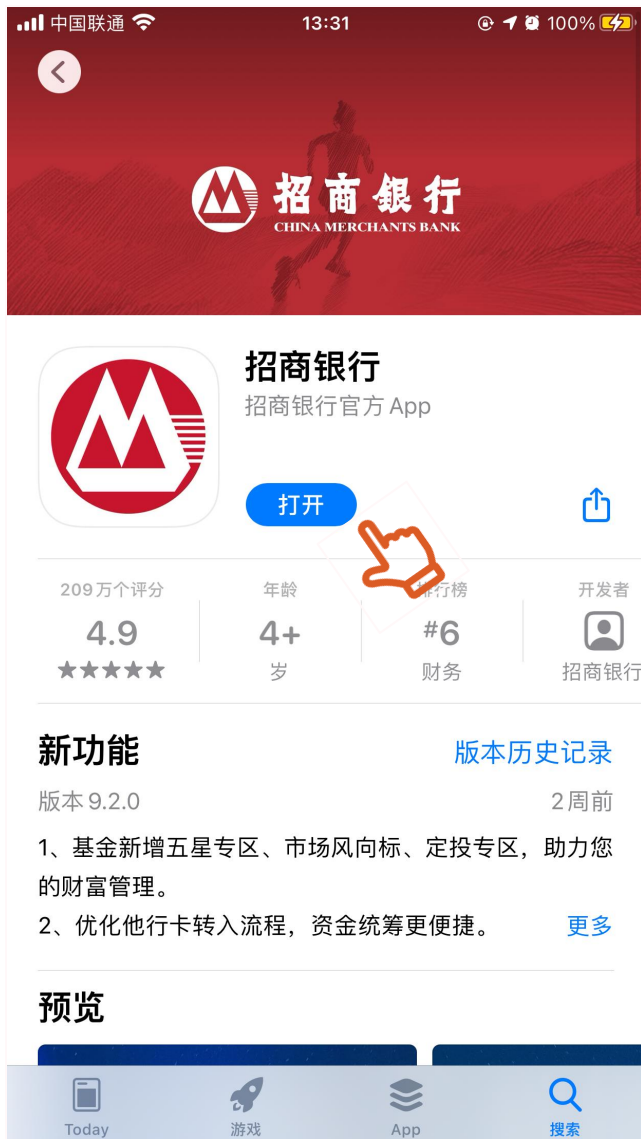 中国联通 13:31 100%
招商銀行
CHINA MERCHANTS BANK
招商银行
招商银行官方 App
打开
209万个评分 年龄 排行榜 开发者
4.9 4+ #6
★★★★★ 岁 财务 招商银行
新功能 版本历史记录
版本 9.2.0 2周前
1、基金新增五星专区、市场风向标、定投专区，助力您
的财富管理。
2、优化他行卡转入流程，资金统筹更便捷。 更多
预览
Today 游戏 App 搜索